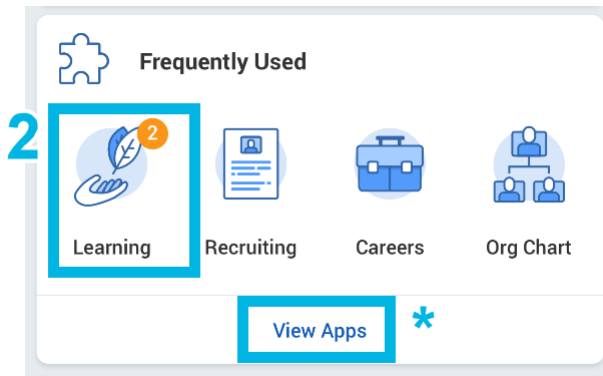 Frequently Used
2
2
Learning
Recruiting
Careers
Org Chart
View Apps *